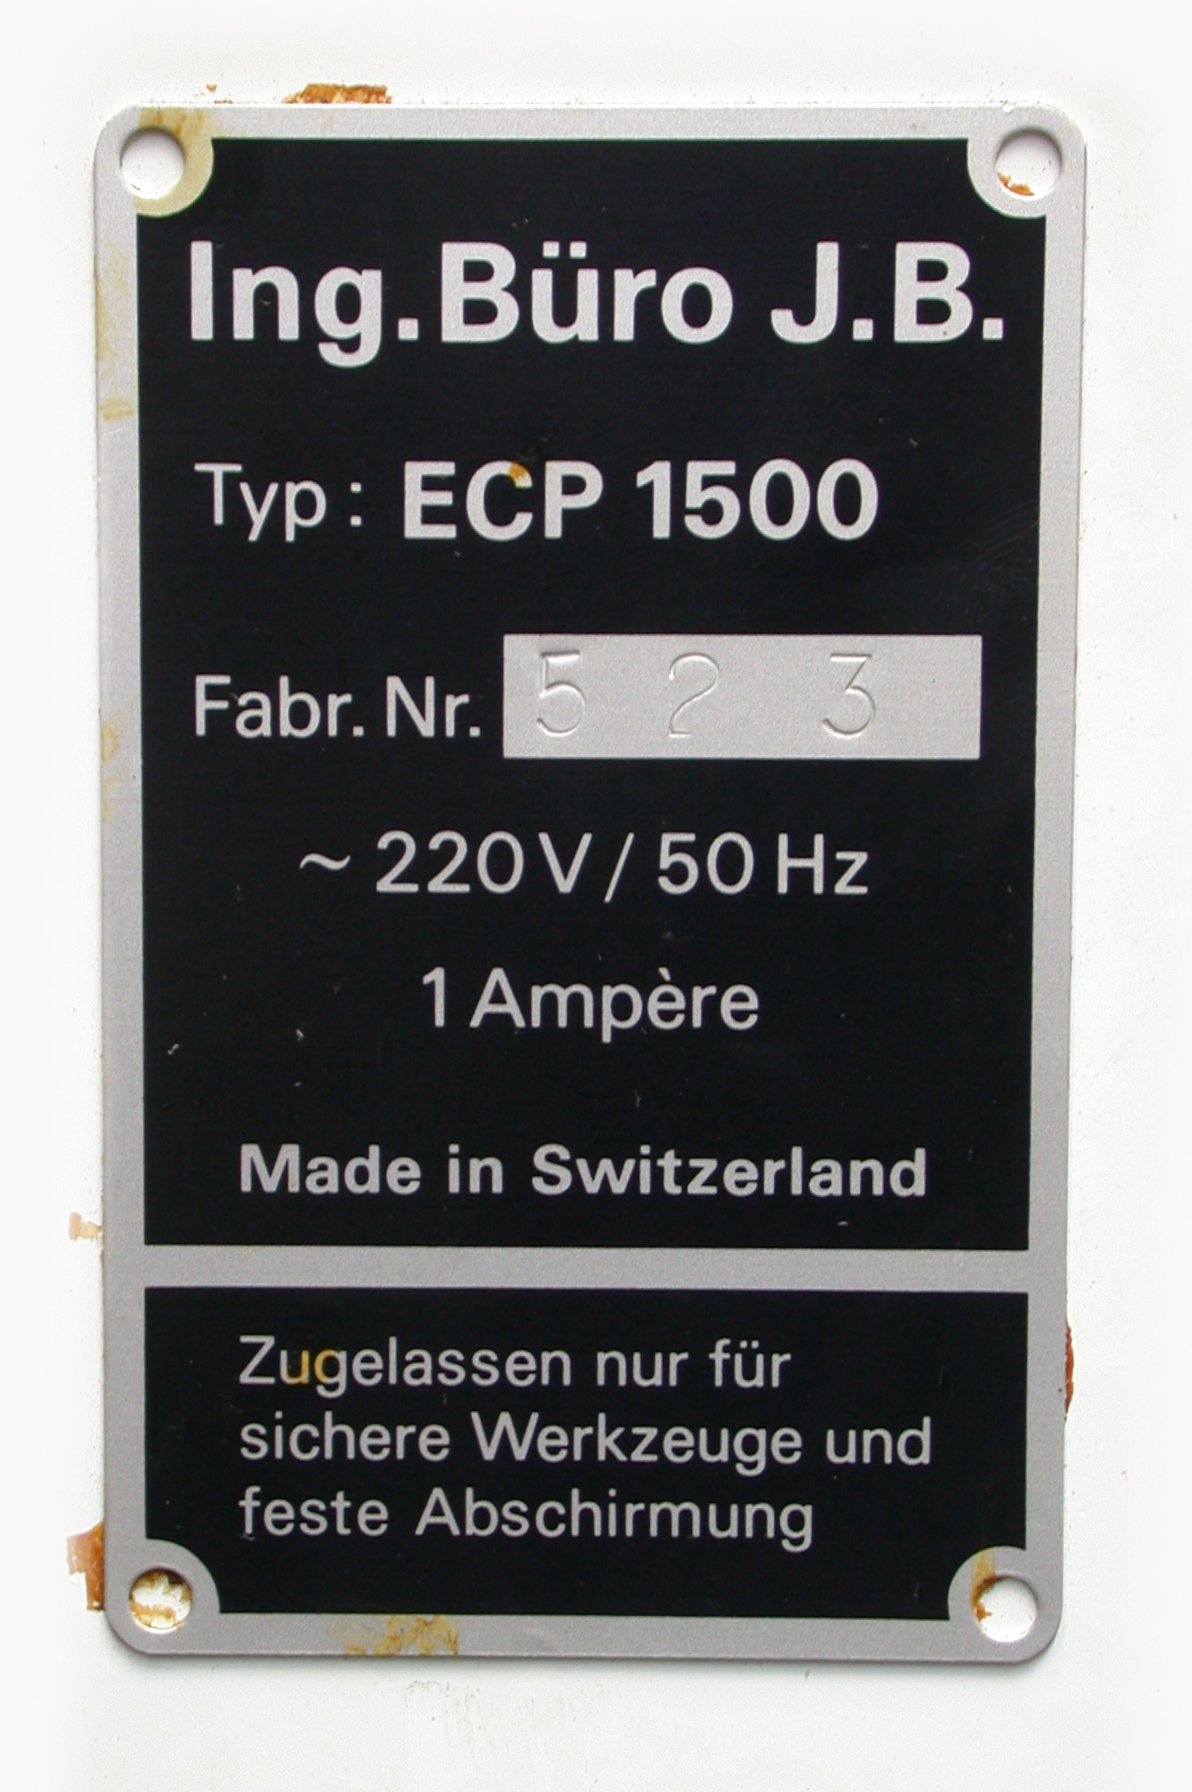 Ing. Büro J.B.
Typ: ECP 1500
Fabr. Nr. 5 2 3
~ 220 V / 50 Hz
1 Ampère
Made in Switzerland
Zugelassen nur für
sichere Werkzeuge und
feste Abschirmung